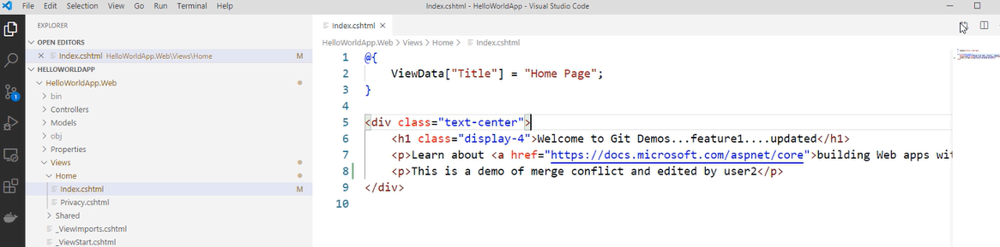 File Edit Selection View Go Run Terminal Help
Index.cshtml - HelloWorldApp - Visual Studio Code
EXPLORER
OPEN EDITORS
Index.cshtml HelloWorldApp.Web\Views\Home M
HELLOWORLDAPP
HelloWorldApp.Web
bin
Controllers
Models
obj
Properties
Views
Home
Index.cshtml M
Privacy.cshtml
Shared
_ViewImports.cshtml
_ViewStart.cshtml
1
Index.cshtml
HelloWorldApp.Web > Views > Home > Index.cshtml
1 @{
2 ViewData["Title"] = "Home Page";
3 }
4
5 <div class="text-center">
6 <h1 class="display-4">Welcome to Git Demos...feature1....updated</h1>
7 <p>Learn about <a href="https://docs.microsoft.com/aspnet/core">building Web apps wit
8 <p>This is a demo of merge conflict and edited by user2</p>
9 </div>
10